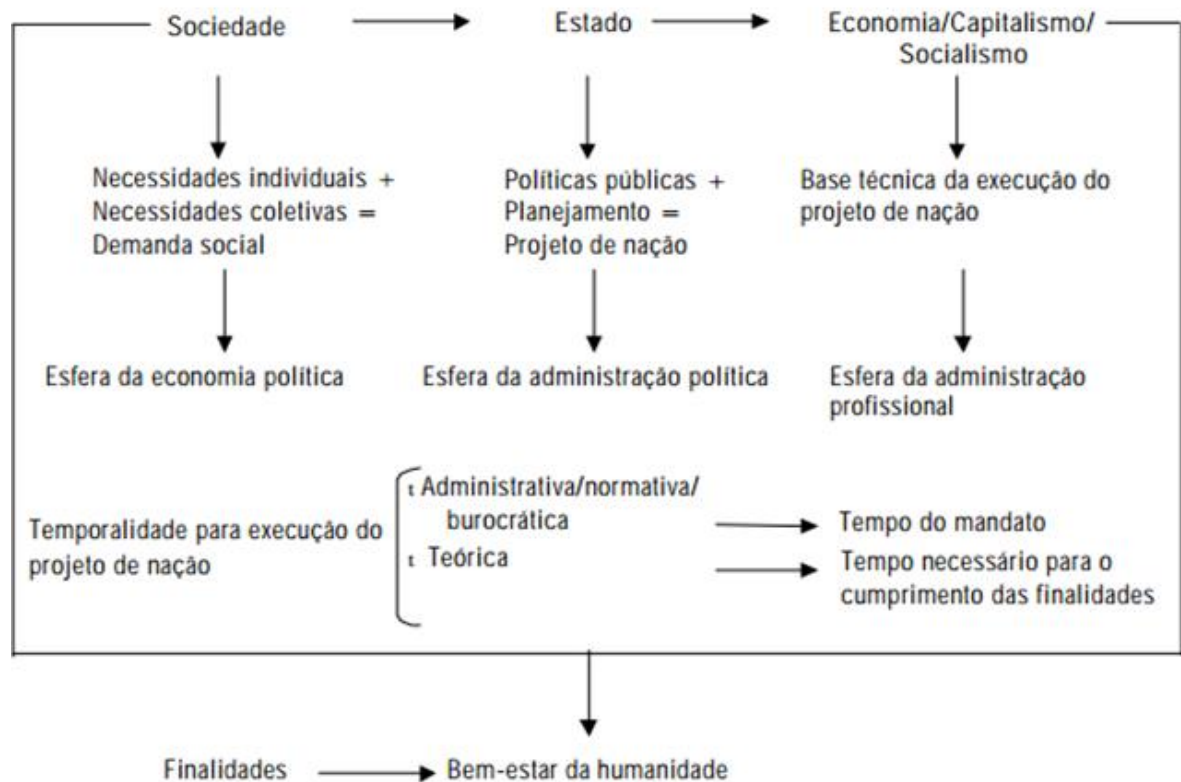 Sociedade
Estado
Economia/Capitalismo/
Socialismo
Necessidades individuais +
Necessidades coletivas =
Demanda social
Políticas públicas +
Planejamento =
Projeto de nação
Base técnica da execução do
projeto de nação
Esfera da economia política
Esfera da administração política
Esfera da administração
profissional
Temporalidade para execução do
projeto de nação
t Administrativa/normativa/
burocrática
t Teórica
Tempo do mandato
Tempo necessário para o
cumprimento das finalidades
Finalidades
Bem-estar da humanidade